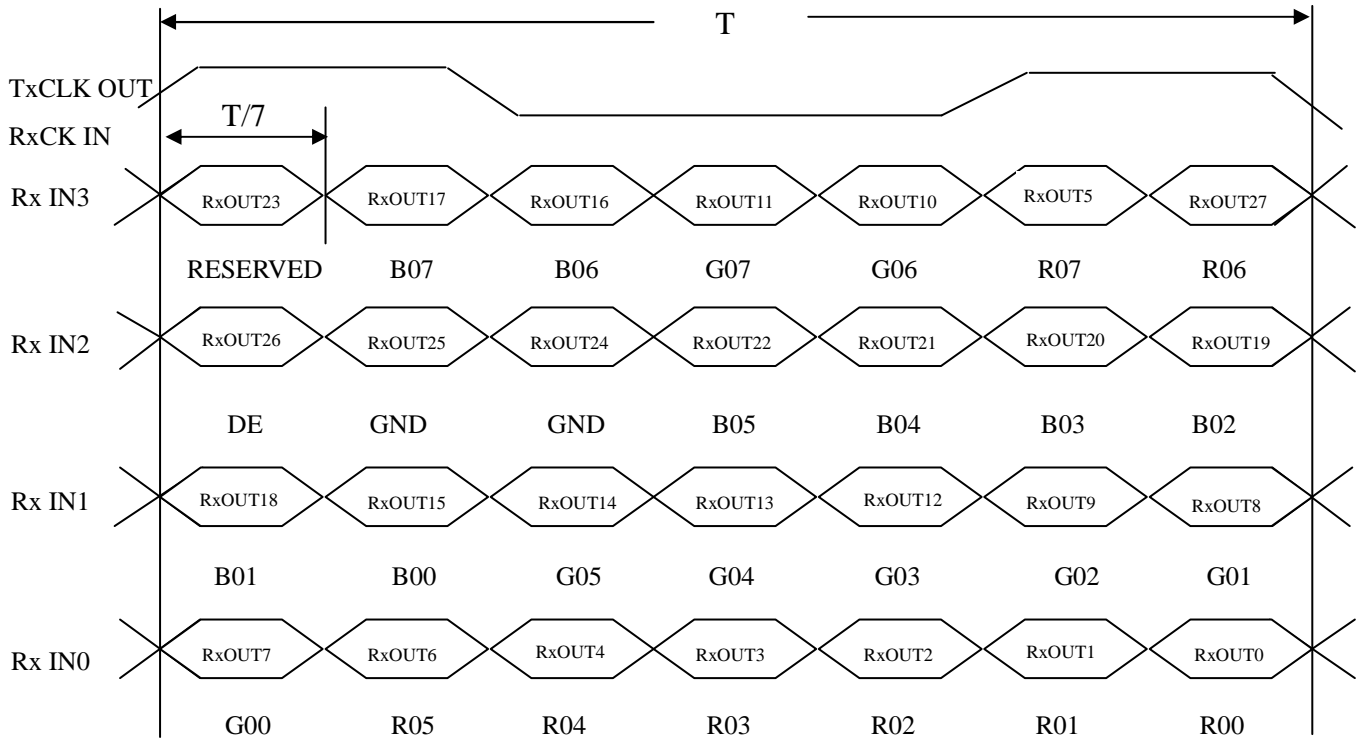 T
TxCLK OUT
T/7
RxCK IN
Rx IN3 RxOUT23 RxOUT17 RxOUT16 RxOUT11 RxOUT10 RxOUT5 RxOUT27
RESERVED B07 B06 G07 G06 R07 R06
Rx IN2 RxOUT26 RxOUT25 RxOUT24 RxOUT22 RxOUT21 RxOUT20 RxOUT19
DE GND GND B05 B04 B03 B02
Rx IN1 RxOUT18 RxOUT15 RxOUT14 RxOUT13 RxOUT12 RxOUT9 RxOUT8
B01 B00 G05 G04 G03 G02 G01
Rx IN0 RxOUT7 RxOUT6 RxOUT4 RxOUT3 RxOUT2 RxOUT1 RxOUT0
G00 R05 R04 R03 R02 R01 R00